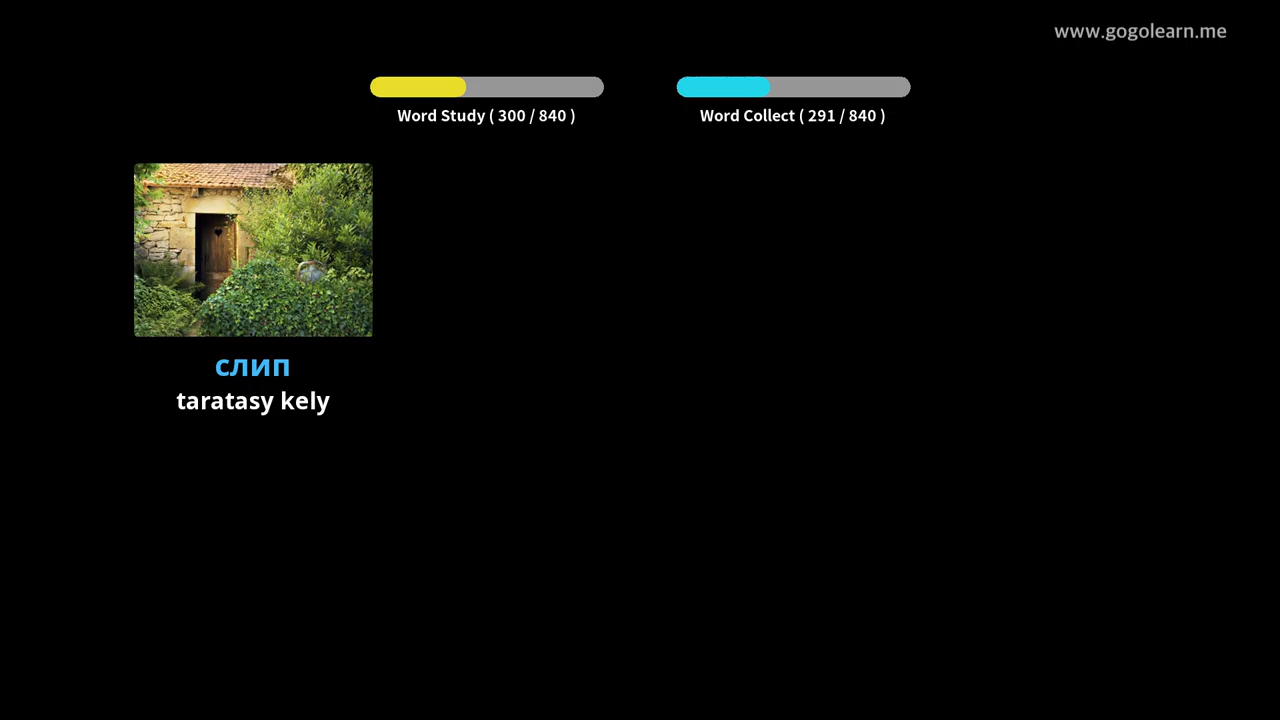 www.gogolearn.me
Word Study ( 300 / 840 )
Word Collect ( 291 / 840 )
слип
taratasy kely